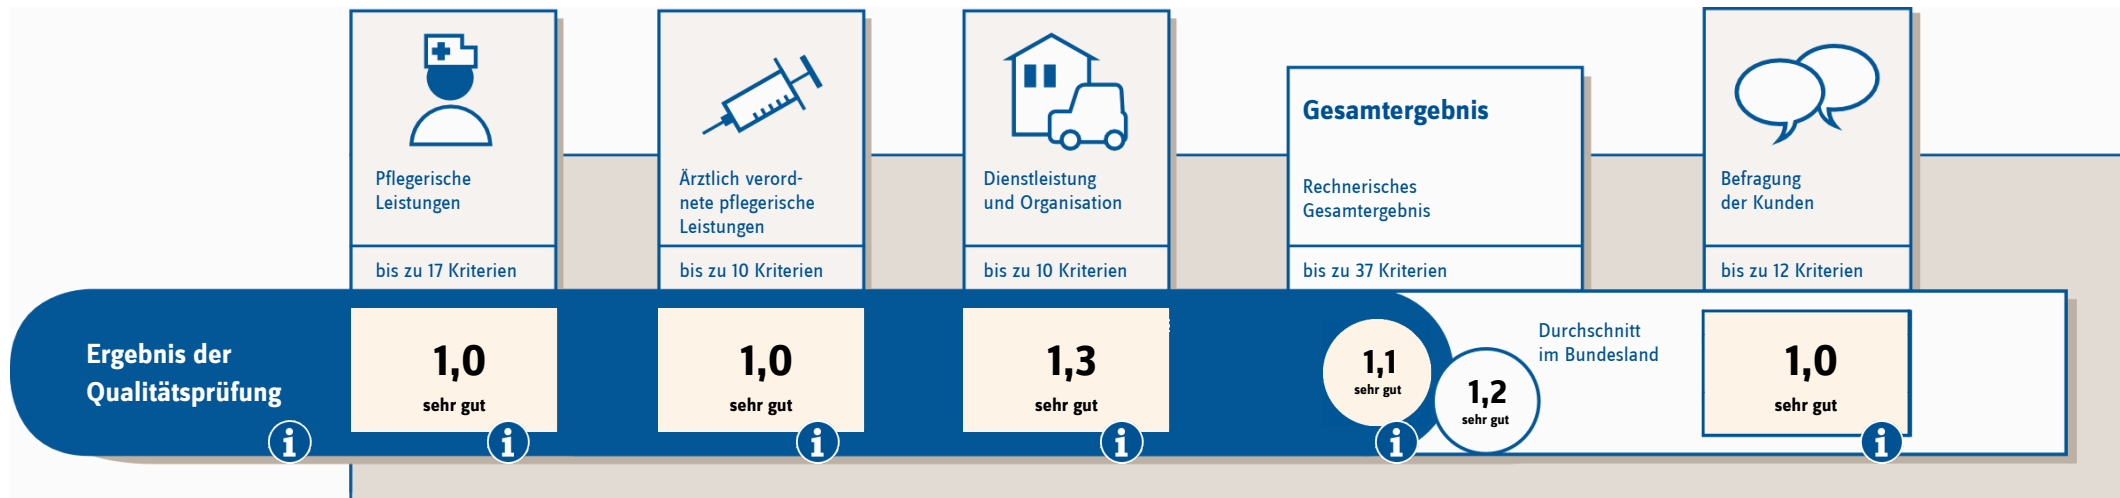 Pflegerische
Leistungen
bis zu 17 Kriterien
Ärztlich verord-
nete pflegerische
Leistungen
bis zu 10 Kriterien
Dienstleistung
und Organisation
bis zu 10 Kriterien
Gesamtergebnis
Rechnerisches
Gesamtergebnis
bis zu 37 Kriterien
Befragung
der Kunden
bis zu 12 Kriterien
Ergebnis der
Qualitätsprüfung
i
1,0
sehr gut
i
1,0
sehr gut
i
1,3
sehr gut
i
1,1
sehr gut
i
1,2
sehr gut
Durchschnitt
im Bundesland
1,0
sehr gut
i